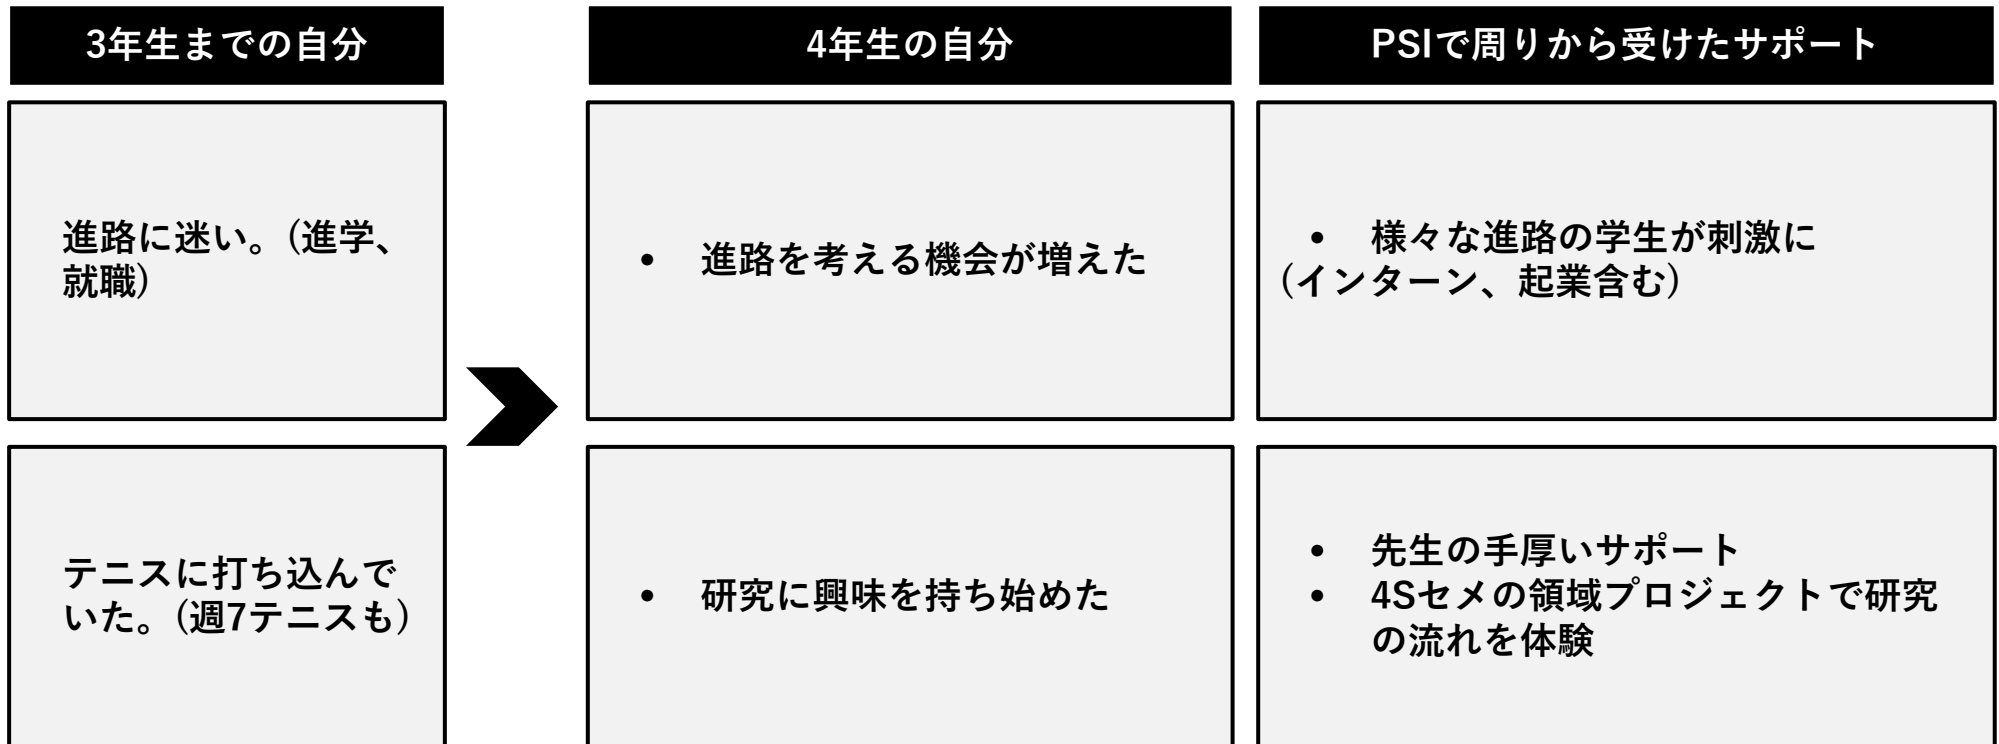 3年生までの自分
4年生の自分
PSIで周りから受けたサポート
進路に迷い。(進学、
就職)
• 進路を考える機会が増えた
• 様々な進路の学生が刺激に
(インターン、起業含む)
テニスに打ち込んで
いた。(週7テニスも)
• 研究に興味を持ち始めた
• 先生の手厚いサポート
• 4Sセメの領域プロジェクトで研究
の流れを体験